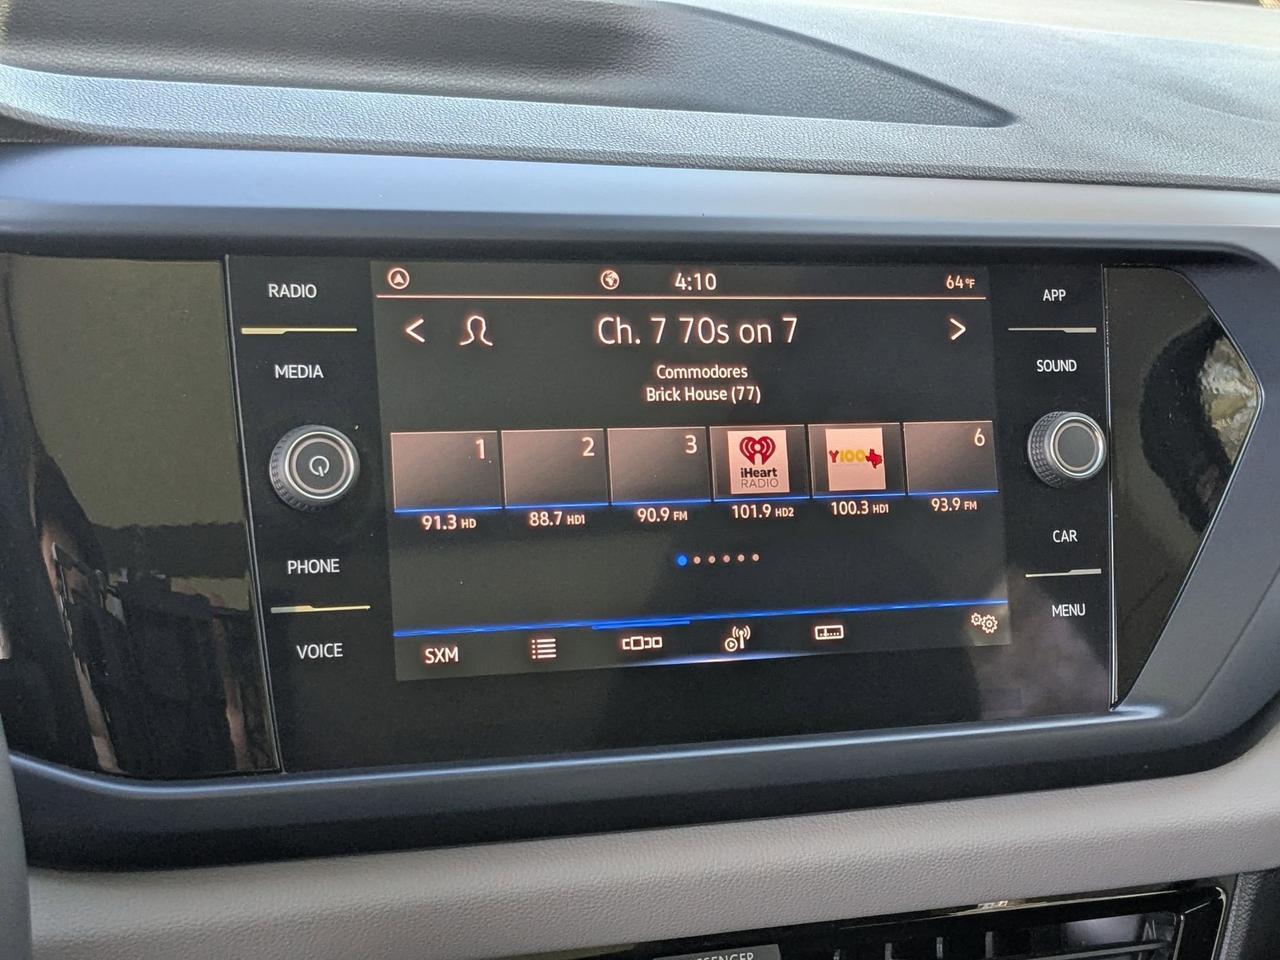 RADIO
MEDIA
PHONE
VOICE
4:10
64°F
< Ch. 7 70s on 7 >
Commodores
Brick House (77)
1
2
3
iHeart
RADIO
Y100
6
91.3 HD
88.7 HD1
90.9 FM
101.9 HD2
100.3 HD1
93.9 FM
SXM
APP
SOUND
CAR
MENU